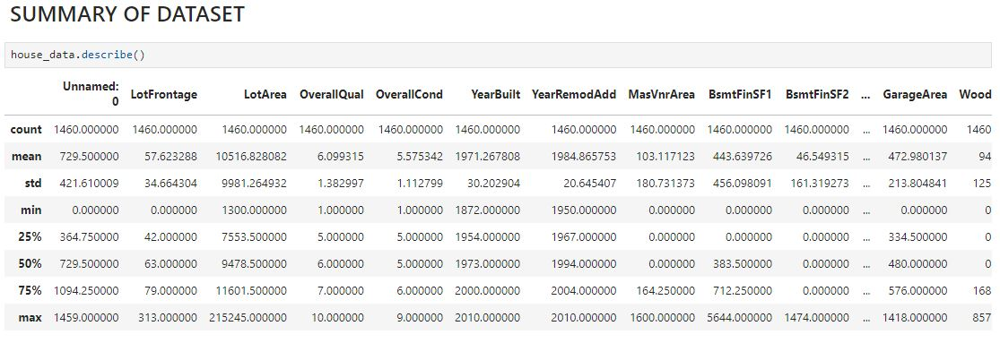 SUMMARY OF DATASET
house_data.describe()
Unnamed: 0 LotFrontage LotArea OverallQual OverallCond YearBuilt YearRemodAdd MasVnrArea BsmtFinSF1 BsmtFinSF2 ... GarageArea Wood
count 1460.000000 1460.000000 1460.000000 1460.000000 1460.000000 1460.000000 1460.000000 1460.000000 1460.000000 1460.000000 ... 1460.000000 1460
mean 729.500000 57.623288 10516.828082 6.099315 5.575342 1971.267808 1984.865753 103.117123 443.639726 46.549315 ... 472.980137 94
std 421.610009 34.664304 9981.264932 1.382997 1.112799 30.202904 20.645407 180.731373 456.098091 161.319273 ... 213.804841 125
min 0.000000 0.000000 1300.000000 1.000000 1.000000 1872.000000 1950.000000 0.000000 0.000000 0.000000 ... 0.000000 0
25% 364.750000 42.000000 7553.500000 5.000000 5.000000 1954.000000 1967.000000 0.000000 0.000000 0.000000 ... 334.500000 0
50% 729.500000 63.000000 9478.500000 6.000000 5.000000 1973.000000 1994.000000 0.000000 383.500000 0.000000 ... 480.000000 0
75% 1094.250000 79.000000 11601.500000 7.000000 6.000000 2000.000000 2004.000000 164.250000 712.250000 0.000000 ... 576.000000 168
max 1459.000000 313.000000 215245.000000 10.000000 9.000000 2010.000000 2010.000000 1600.000000 5644.000000 1474.000000 ... 1418.000000 857